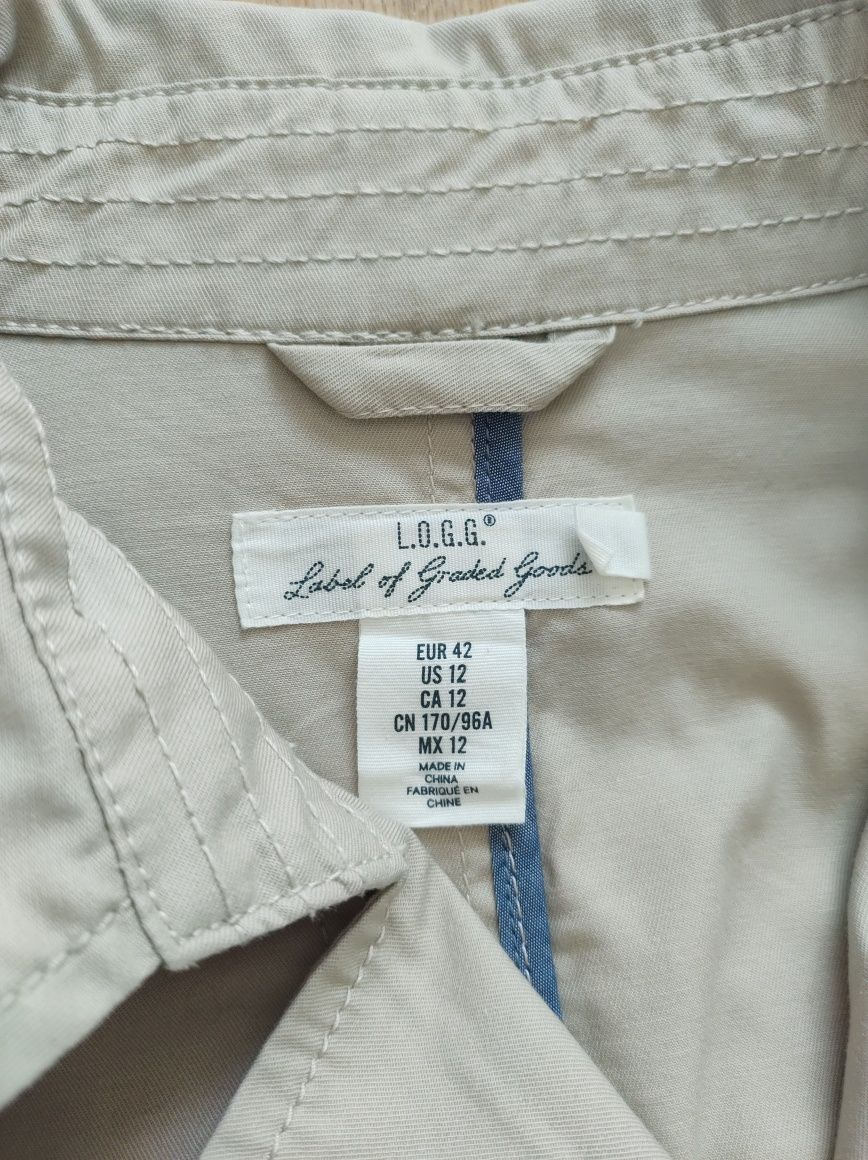 L.O.G.G.®
Label of Graded Goods
EUR 42
US 12
CA 12
CN 170/96A
MX 12
MADE IN
CHINA
FABRIQUÉ EN
CHINE